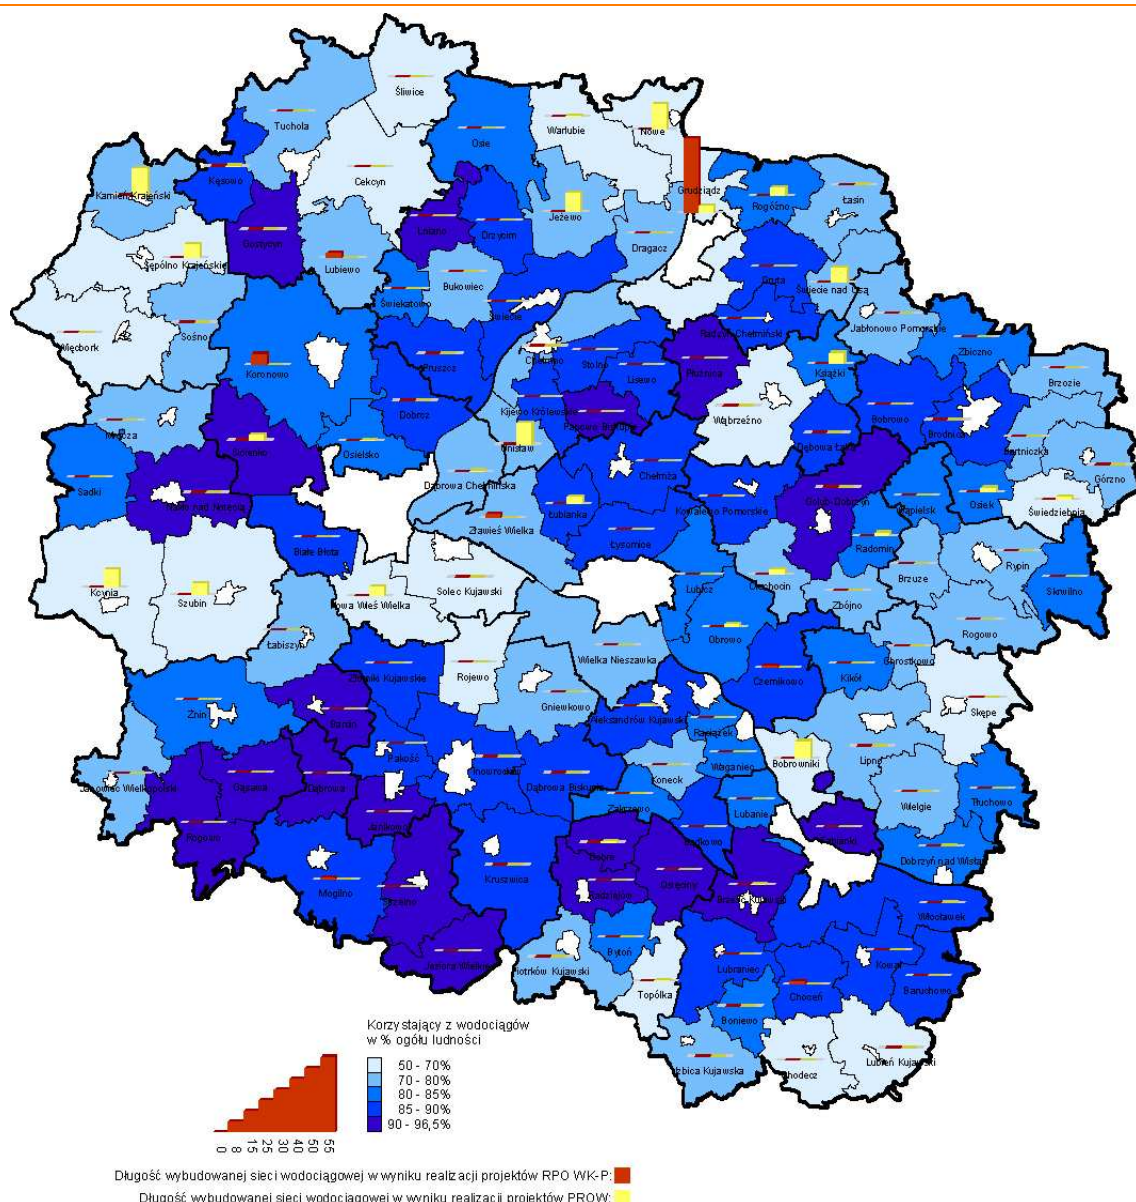 Śliwice
Tuchola
Osie
Warlubie
Nowe
Cekcyn
Kęsowo
Kamień Krajeński
Grudziądz
Rogóźno
Łasin
Gostycyn
Drzycim
Jeżewo
Dragacz
Lubiewo
Sępólno Krajeńskie
Bukowiec
Gruta
Świecie nad Osą
Świekatowo
Świecie
Więcbork
Sośno
Radzyń Chełmiński
Jabłonowo Pomorskie
Zbiczno
Koronowo
Pruszcz
Chełmno
Stolno
Lisewo
Płużnica
Książki
Brzozie
Dobrcz
Kijewo Królewskie
Papowo Biskupie
Wąbrzeźno
Bobrowo
Brodnica
Mrocza
Sicienko
Osielsko
Unisław
Dębowa Łąka
Bartniczka
Górzno
Sadki
Nakło nad Notecią
Dąbrowa Chełmińska
Chełmża
Kowalewo Pomorskie
Golub-Dobrzyń
Wąpielsk
Osiek
Świedziebnia
Łubianka
Zławieś Wielka
Łysomice
Radomin
Białe Błota
Rypin
Kcynia
Szubin
Nowa Wieś Wielka
Solec Kujawski
Lubicz
Ciechocin
Zbójno
Brzuze
Skrwilno
Łabiszyn
Obrowo
Rogowo
Wielka Nieszawka
Chrostkowo
Złotniki Kujawskie
Rojewo
Czernikowo
Kikół
Żnin
Barcin
Gniewkowo
Aleksandrów Kujawski
Raciążek
Skępe
Pakość
Inowrocław
Dąbrowa Biskupia
Koneck
Waganiec
Bobrowniki
Lipno
Janowiec Wielkopolski
Gąsawa
Dąbrowa
Zakrzewo
Lubanie
Wielgie
Tłuchowo
Rogowo
Janikowo
Bądkowo
Fabianki
Dobrzyń nad Wisłą
Mogilno
Strzelno
Kruszwica
Dobre
Radziejów
Osięciny
Brześć Kujawski
Włocławek
Jeziora Wielkie
Piotrków Kujawski
Bytoń
Lubraniec
Kowal
Topólka
Choceń
Baruchowo
Boniewo
Izbica Kujawska
Chodecz
Lubień Kujawski
Korzystający z wodociągów
w % ogółu ludności
50 - 70%
70 - 80%
80 - 85%
85 - 90%
90 - 96,5%
0 8 15 25 30 40 50 55
Długość wybudowanej sieci wodociągowej w wyniku realizacji projektów RPO WK-P:
Długość wybudowanej sieci wodociągowej w wyniku realizacji projektów PROW: